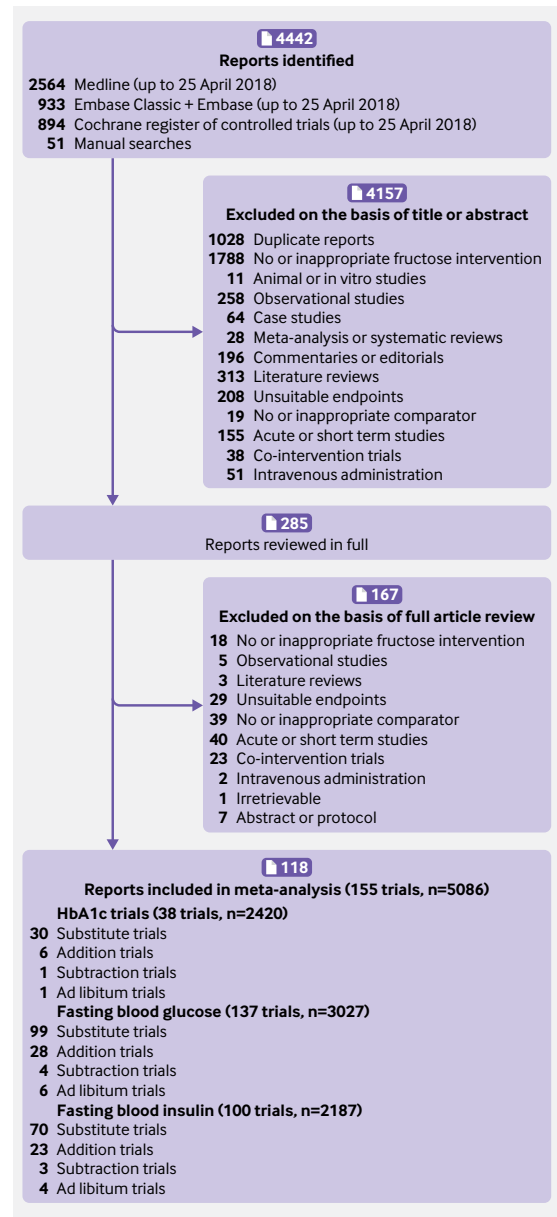 4442
Reports identified
2564 Medline (up to 25 April 2018)
933 Embase Classic + Embase (up to 25 April 2018)
894 Cochrane register of controlled trials (up to 25 April 2018)
51 Manual searches
4157
Excluded on the basis of title or abstract
1028 Duplicate reports
1788 No or inappropriate fructose intervention
11 Animal or in vitro studies
258 Observational studies
64 Case studies
28 Meta-analysis or systematic reviews
196 Commentaries or editorials
313 Literature reviews
208 Unsuitable endpoints
19 No or inappropriate comparator
155 Acute or short term studies
38 Co-intervention trials
51 Intravenous administration
285
Reports reviewed in full
167
Excluded on the basis of full article review
18 No or inappropriate fructose intervention
5 Observational studies
3 Literature reviews
29 Unsuitable endpoints
39 No or inappropriate comparator
40 Acute or short term studies
23 Co-intervention trials
2 Intravenous administration
1 Irretrievable
7 Abstract or protocol
118
Reports included in meta-analysis (155 trials, n=5086)
HbA1c trials (38 trials, n=2420)
30 Substitute trials
6 Addition trials
1 Subtraction trials
1 Ad libitum trials
Fasting blood glucose (137 trials, n=3027)
99 Substitute trials
28 Addition trials
4 Subtraction trials
6 Ad libitum trials
Fasting blood insulin (100 trials, n=2187)
70 Substitute trials
23 Addition trials
3 Subtraction trials
4 Ad libitum trials